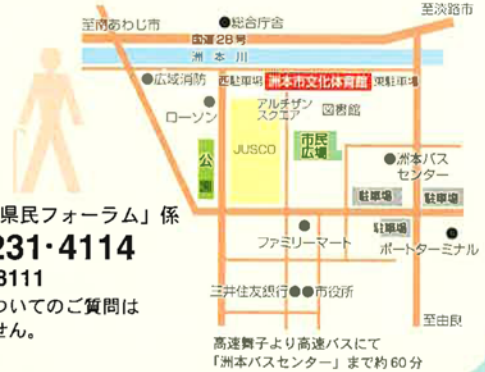 至淡路市
至南あわじ市
●総合庁舎
国道28号
洲本川
●広域消防
西駐車場
洲本市文化体育館
東駐車場
ローソン
アルチザン
スクエア
図書館
公園
JUSCO
市民
広場
●洲本バス
センター
駐車場
駐車場
駐車場
県民フォーラム」係
231・4114
8111
ついてのご質問は
せん。
ファミリーマート
ポートターミナル
三井住友銀行●●市役所
至由良
高速舞子より高速バスにて
「洲本バスセンター」まで約60分